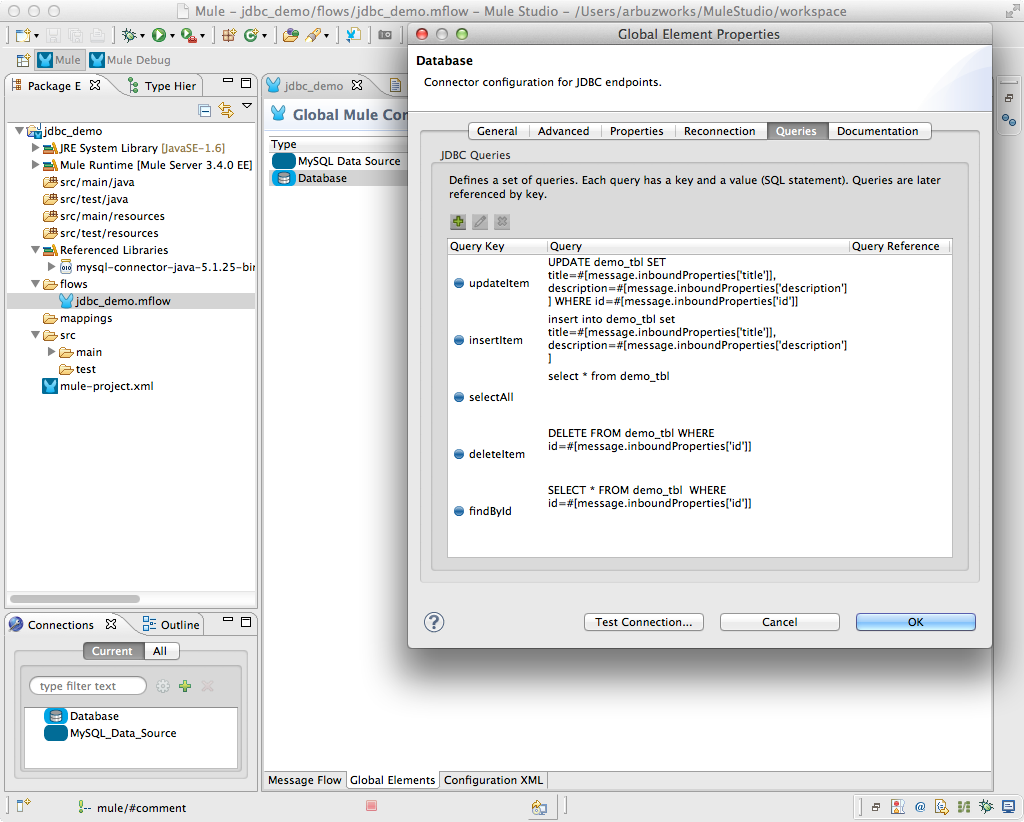 Mule – jdbc_demo/flows/jdbc_demo.mflow – Mule Studio – /Users/arbuzworks/MuleStudio/workspace
Mule
Mule Debug
Package E
Type Hier
jdbc_demo
JRE System Library [JavaSE-1.6]
Mule Runtime [Mule Server 3.4.0 EE]
src/main/java
src/test/java
src/main/resources
src/test/resources
Referenced Libraries
mysql-connector-java-5.1.25-bin
flows
jdbc_demo.mflow
mappings
src
main
test
mule-project.xml
jdbc_demo
Global Mule Con
Type
MySQL Data Source
Database
Global Element Properties
Database
Connector configuration for JDBC endpoints.
General
Advanced
Properties
Reconnection
Queries
Documentation
JDBC Queries
Defines a set of queries. Each query has a key and a value (SQL statement). Queries are later
referenced by key.
Query Key
Query
Query Reference
updateItem
UPDATE demo_tbl SET
title=#[message.inboundProperties['title']],
description=#[message.inboundProperties['description']
] WHERE id=#[message.inboundProperties['id']]
insertItem
insert into demo_tbl set
title=#[message.inboundProperties['title']],
description=#[message.inboundProperties['description']
]
selectAll
select * from demo_tbl
deleteItem
DELETE FROM demo_tbl WHERE
id=#[message.inboundProperties['id']]
findById
SELECT * FROM demo_tbl  WHERE
id=#[message.inboundProperties['id']]
Test Connection...
Cancel
OK
Connections
Outline
Current
All
type filter text
Database
MySQL_Data_Source
Message Flow
Global Elements
Configuration XML
mule/#comment